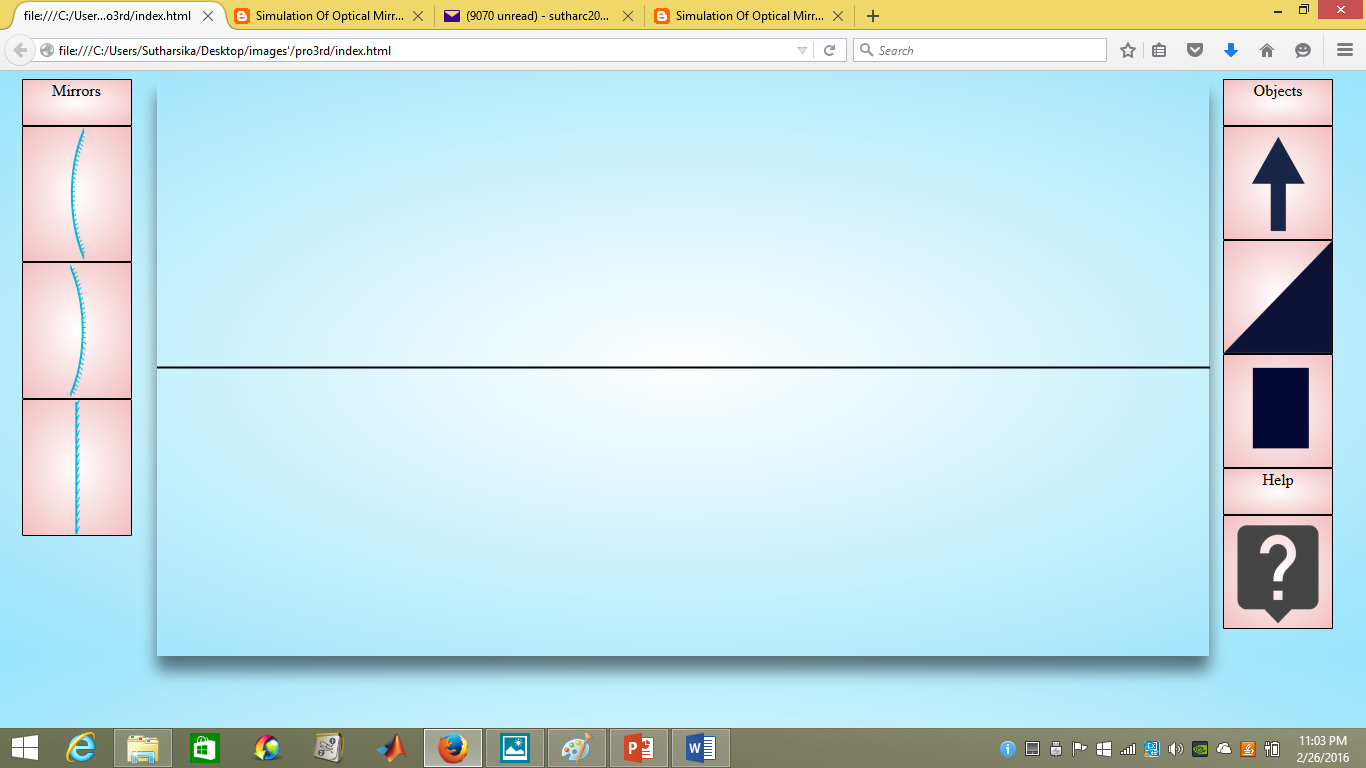 file:///C:/User...o3rd/index.html
Simulation Of Optical Mirr...
(9070 unread) - sutharc20...
Simulation Of Optical Mirr...
file:///C:/Users/Sutharsika/Desktop/images'/pro3rd/index.html
Search
Mirrors
Objects
Help
?
11:03 PM
2/26/2016